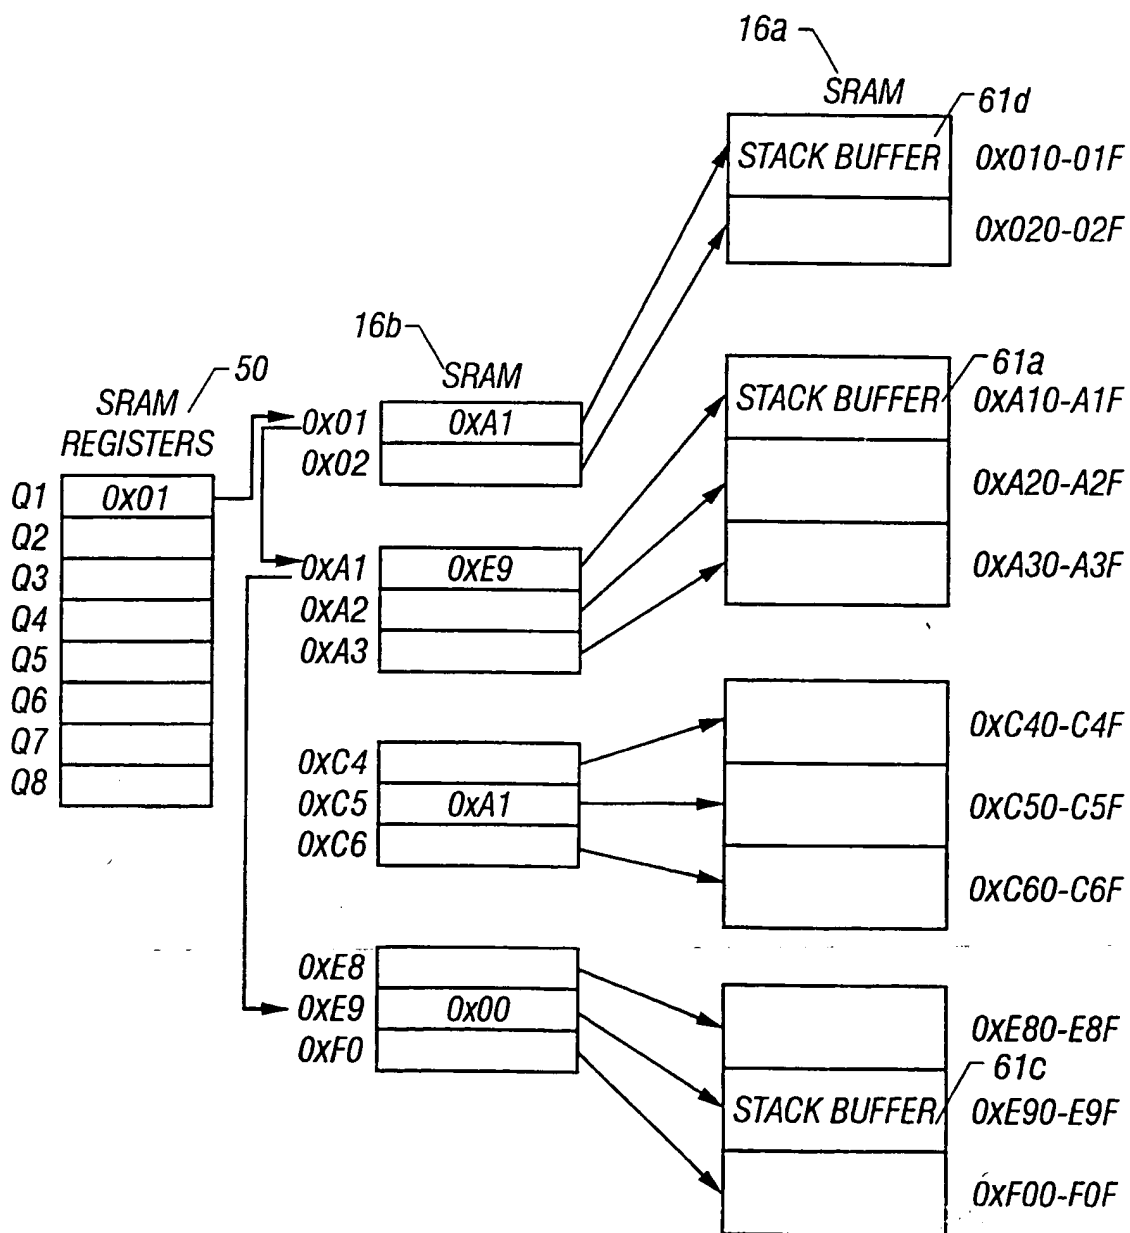 16a
SRAM
61d
STACK BUFFER
0x010-01F
0x020-02F
16b
SRAM
50
SRAM
REGISTERS
0x01
0xA1
0x02
61a
STACK BUFFER
0xA10-A1F
0xA20-A2F
0xA30-A3F
Q1
0x01
Q2
Q3
Q4
Q5
Q6
Q7
Q8
0xA1
0xE9
0xA2
0xA3
0xC4
0xC5
0xA1
0xC6
0xC40-C4F
0xC50-C5F
0xC60-C6F
0xE8
0xE9
0x00
0xF0
0xE80-E8F
61c
STACK BUFFER
0xE90-E9F
0xF00-F0F